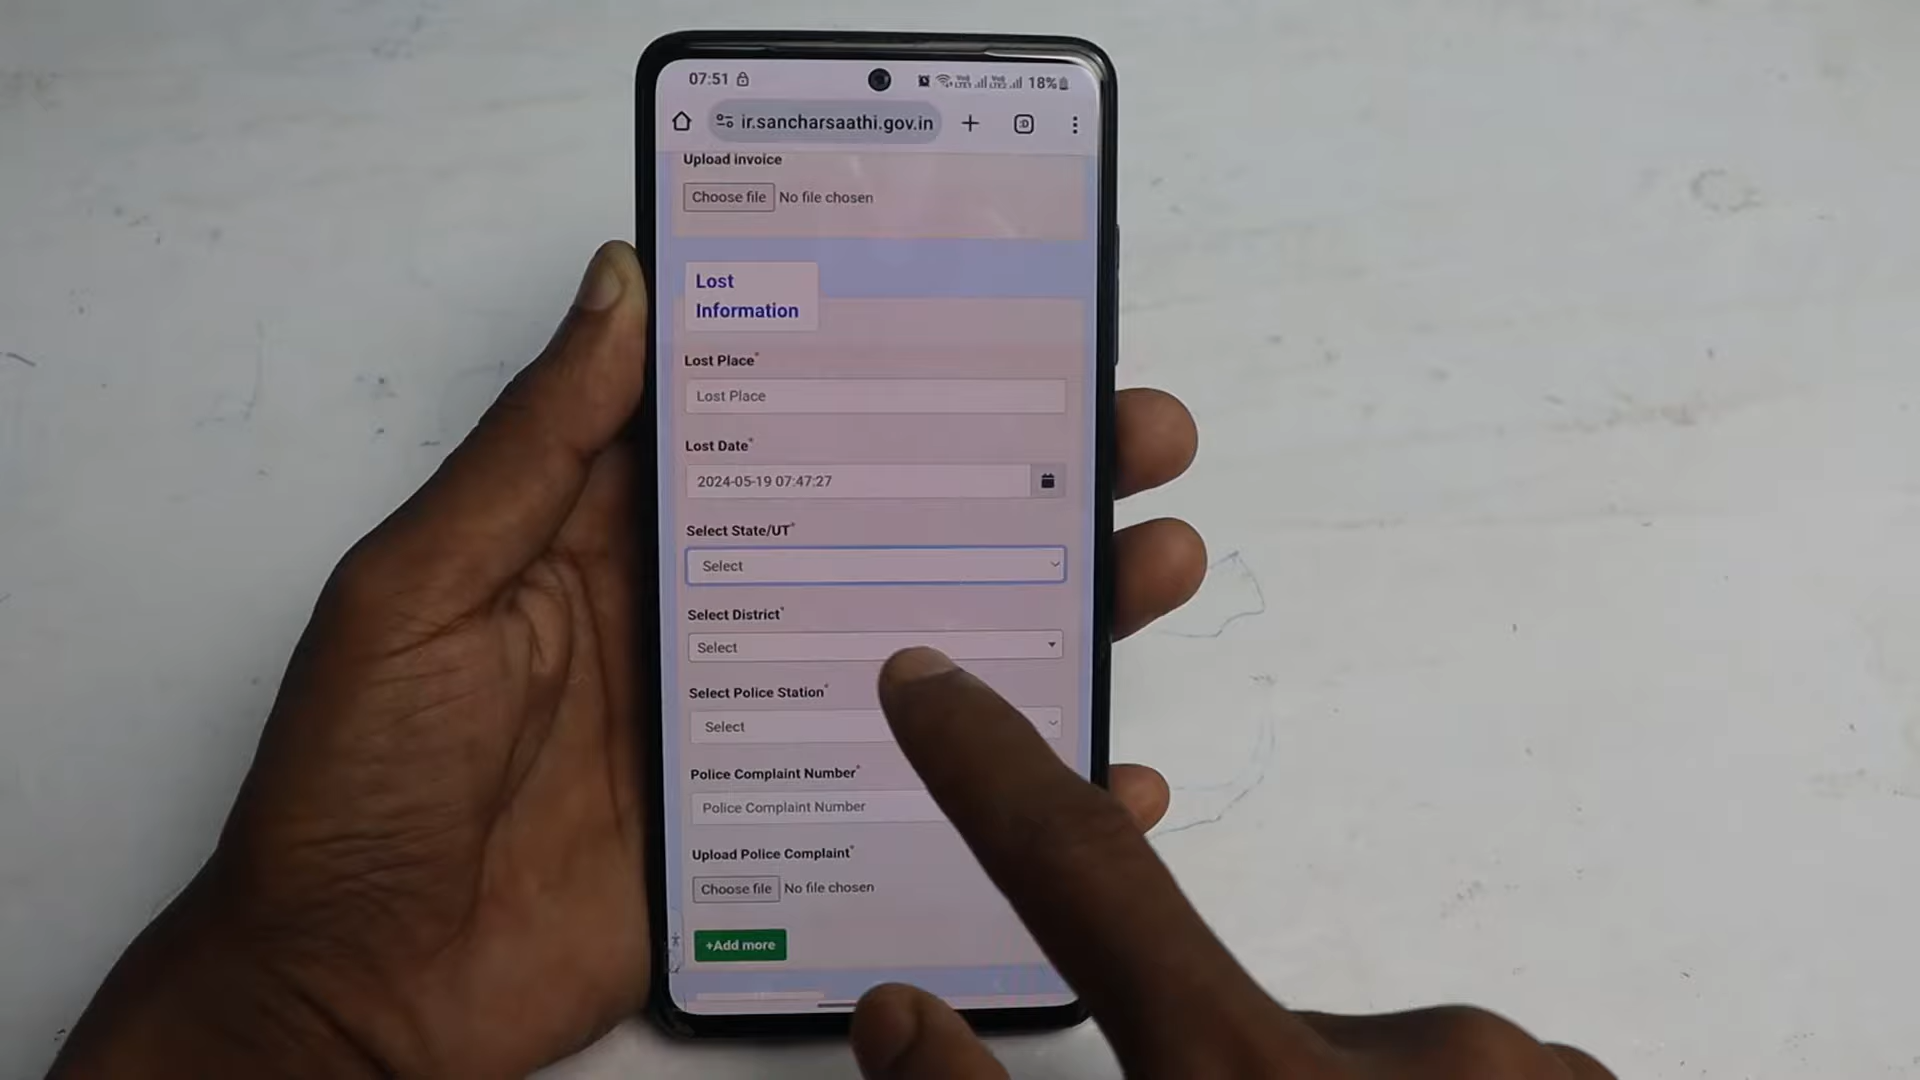 07:51
18%
ir.sancharsaathi.gov.in
Upload invoice
Choose file No file chosen
Lost
Information
Lost Place*
Lost Place
Lost Date*
2024-05-19 07:47:27
Select State/UT*
Select
Select District*
Select
Select Police Station*
Select
Police Complaint Number*
Police Complaint Number
Upload Police Complaint*
Choose file No file chosen
+Add more